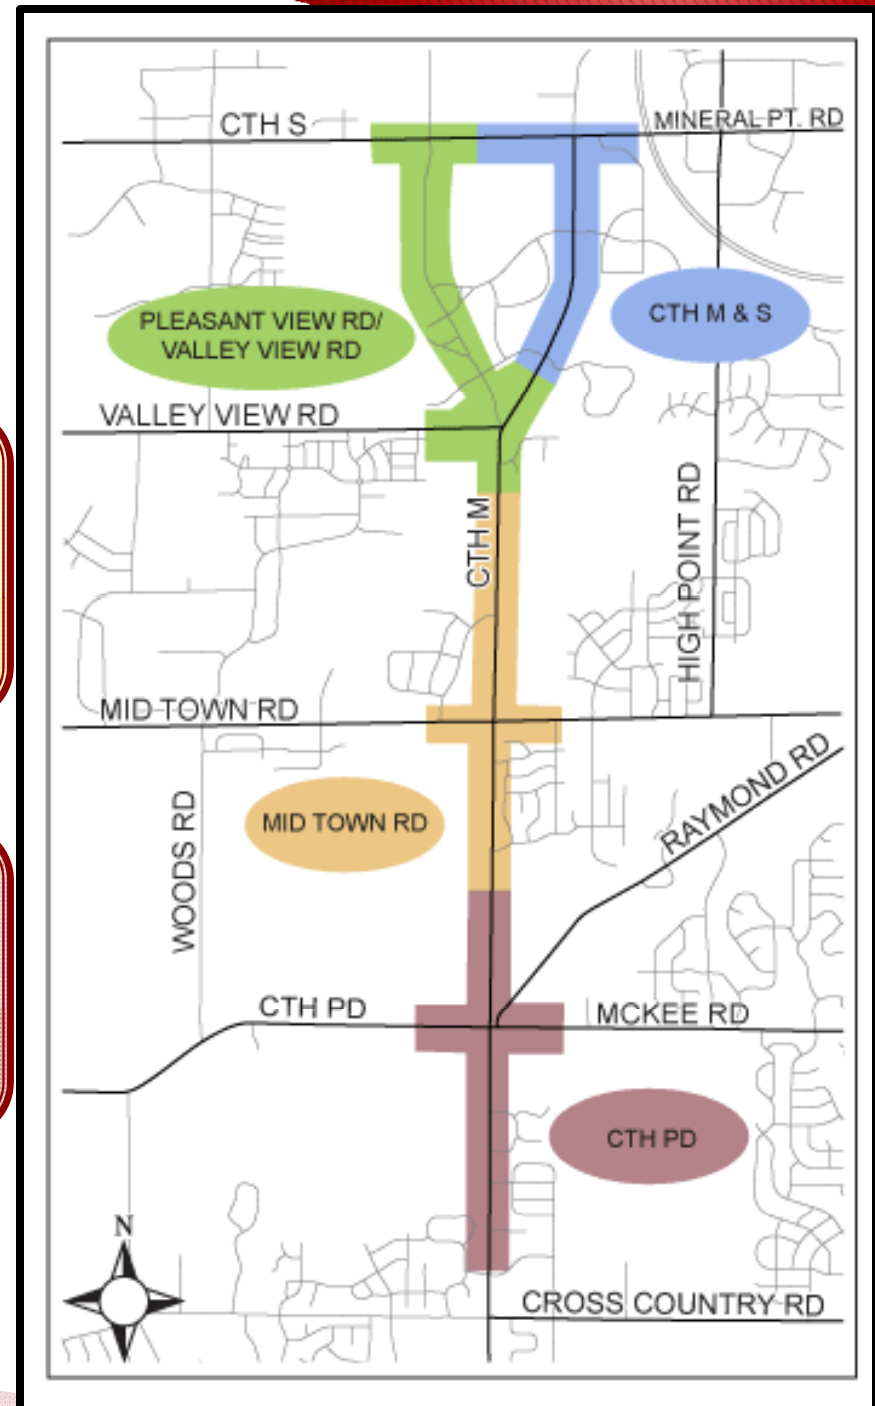 CTH S
MINERAL PT. RD
PLEASANT VIEW RD/
VALLEY VIEW RD
CTH M & S
VALLEY VIEW RD
CTH M
HIGH POINT RD
MID TOWN RD
MID TOWN RD
WOODS RD
RAYMOND RD
CTH PD
MCKEE RD
CTH PD
N
CROSS COUNTRY RD